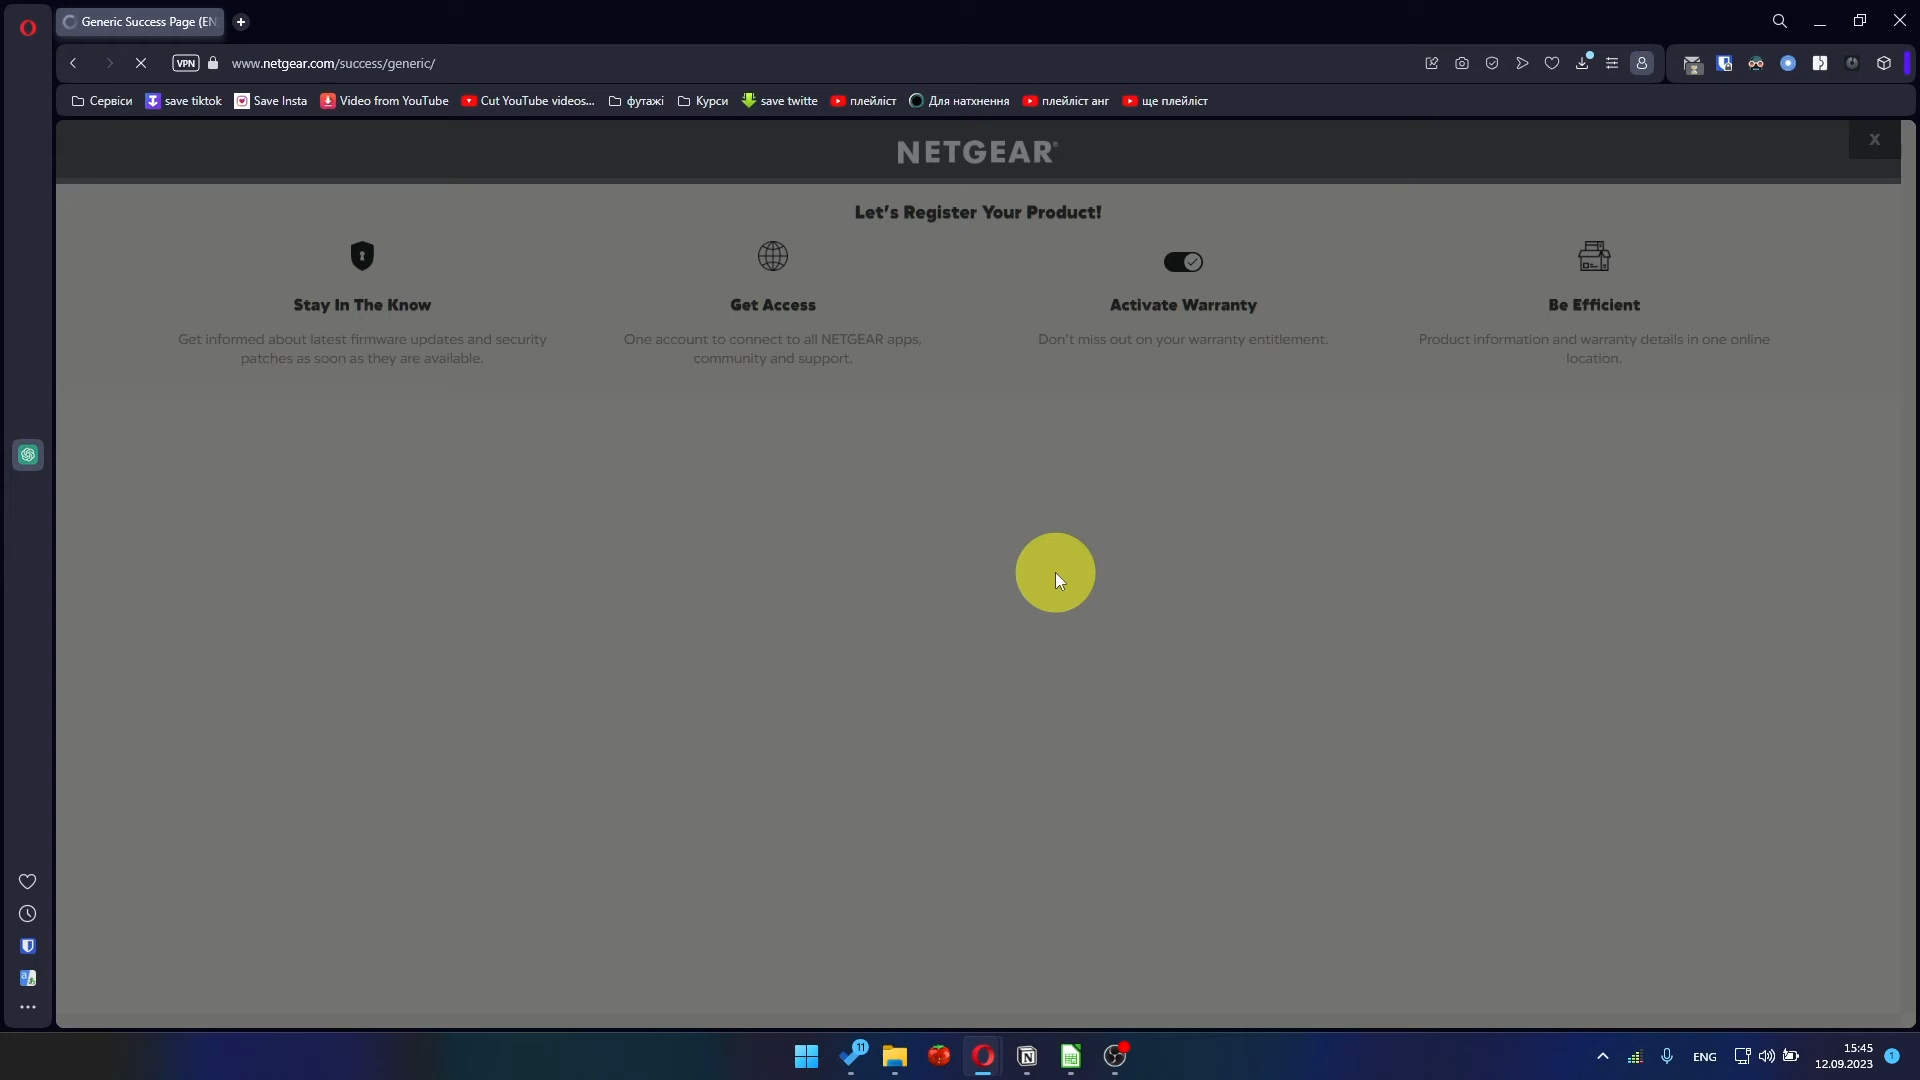 Generic Success Page (EN
VPN
www.netgear.com/success/generic/
Сервіси
save tiktok
Save Insta
Video from YouTube
Cut YouTube videos...
футажі
Курси
save twitte
плейліст
Для натхнення
плейліст анг
ще плейліст
NETGEAR®
X
Let's Register Your Product!
Stay In The Know
Get informed about latest firmware updates and security
patches as soon as they are available.
Get Access
One account to connect to all NETGEAR apps,
community and support.
Activate Warranty
Don't miss out on your warranty entitlement.
Be Efficient
Product information and warranty details in one online
location.
11
ENG
15:45
12.09.2023
1